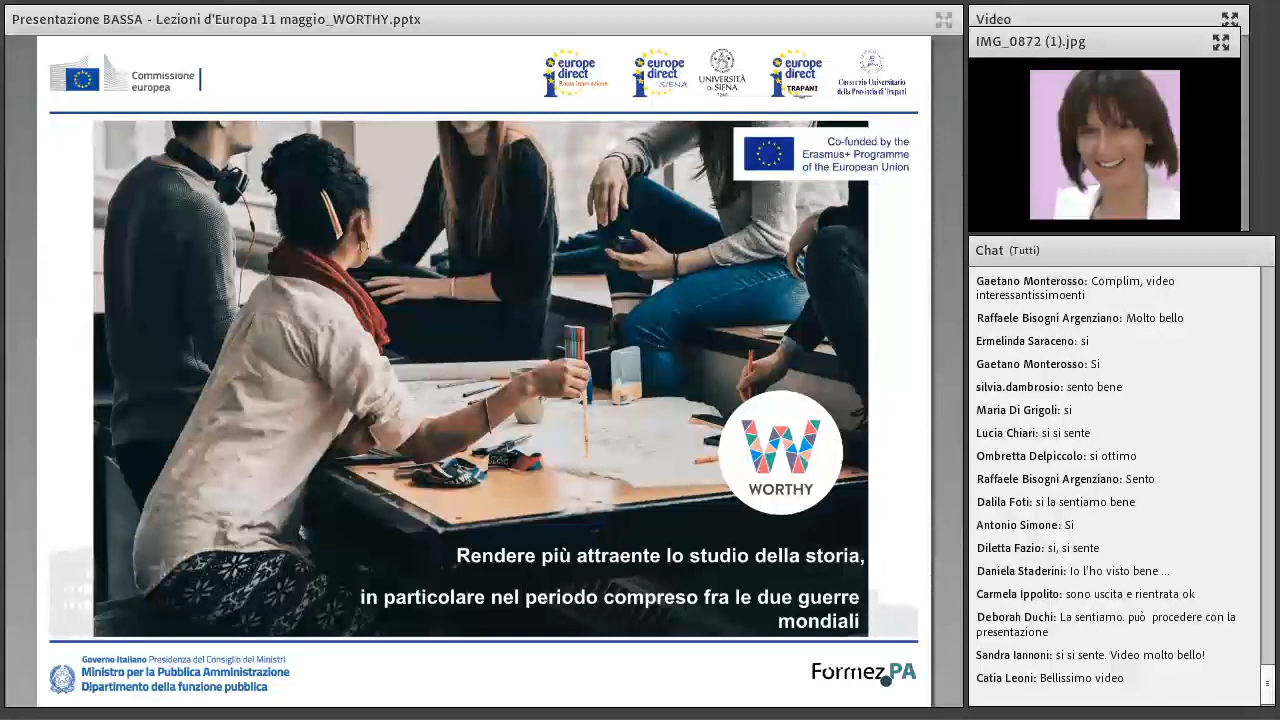 Presentazione BASSA - Lezioni d'Europa 11 maggio_WORTHY.pptx
Commissione
europea
europe
direct
Roma Innovazione
europe
direct
SIENA
UNIVERSITÀ
DI SIENA
1240
europe
direct
TRAPANI
Consorzio Universitario
della Provincia di Trapani
Co-funded by the
Erasmus+ Programme
of the European Union
WORTHY
Rendere più attraente lo studio della storia,
in particolare nel periodo compreso fra le due guerre
mondiali
Governo Italiano Presidenza del Consiglio dei Ministri
Ministro per la Pubblica Amministrazione
Dipartimento della funzione pubblica
Formez PA
Video
IMG_0872 (1).jpg
Chat (Tutti)
Gaetano Monterosso: Complim, video
interessantissimoenti
Raffaele Bisogni Argenziano: Molto bello
Ermelinda Saraceno: si
Gaetano Monterosso: Si
silvia.dambrosio: sento bene
Maria Di Grigoli: si
Lucia Chiari: si si sente
Ombretta Delpiccolo: si ottimo
Raffaele Bisogni Argenziano: Sento
Dalila Foti: si la sentiamo bene
Antonio Simone: Si
Diletta Fazio: si, si sente
Daniela Staderini: Io l'ho visto bene ...
Carmela Ippolito: sono uscita e rientrata ok
Deborah Duchi: La sentiamo. può procedere con la
presentazione
Sandra Iannoni: si si sente. Video molto bello!
Catia Leoni: Bellissimo video